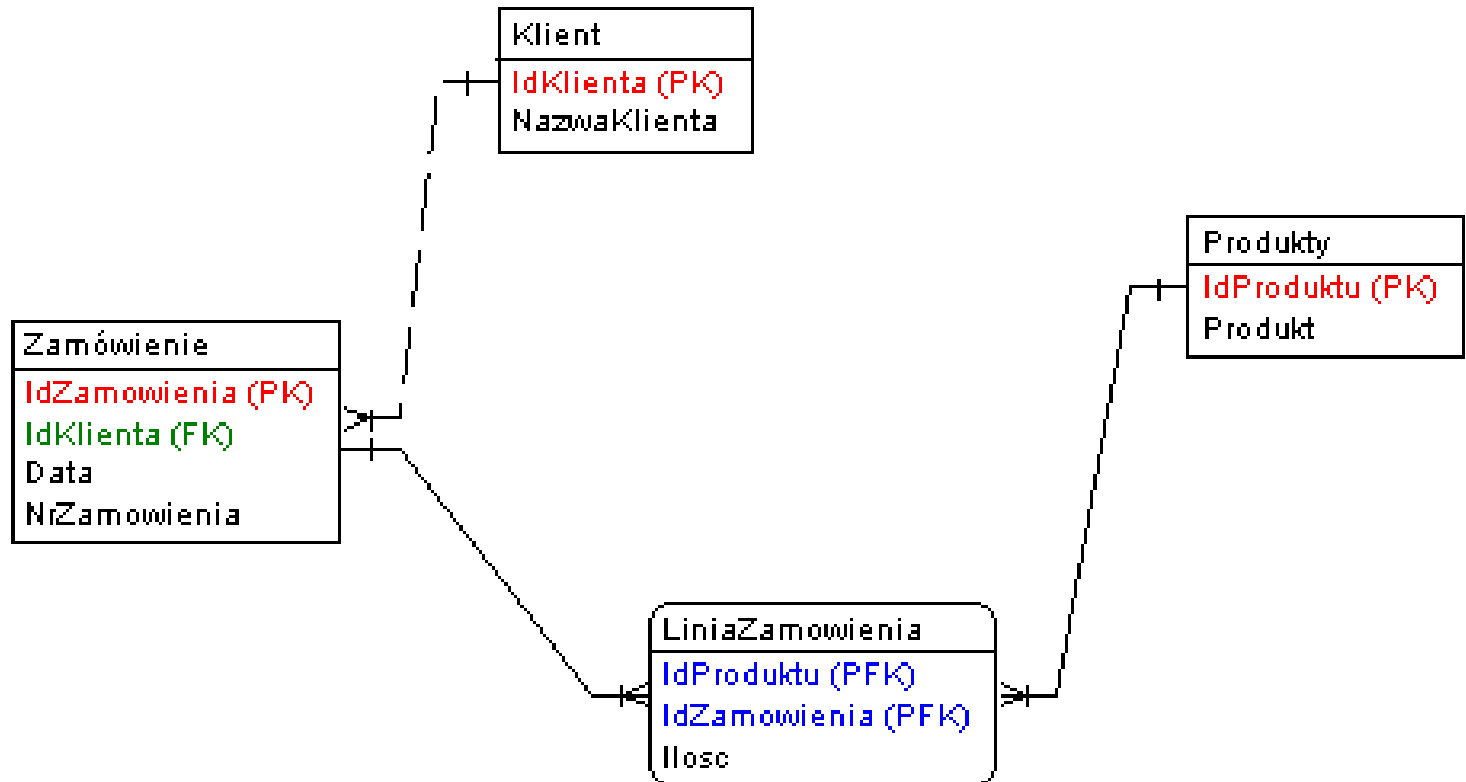 Klient
IdKlienta (PK)
NazwaKlienta
Produkty
IdProduktu (PK)
Produkt
Zamówienie
IdZamowienia (PK)
IdKlienta (FK)
Data
NrZamowienia
LiniaZamowienia
IdProduktu (PFK)
IdZamowienia (PFK)
Ilosc